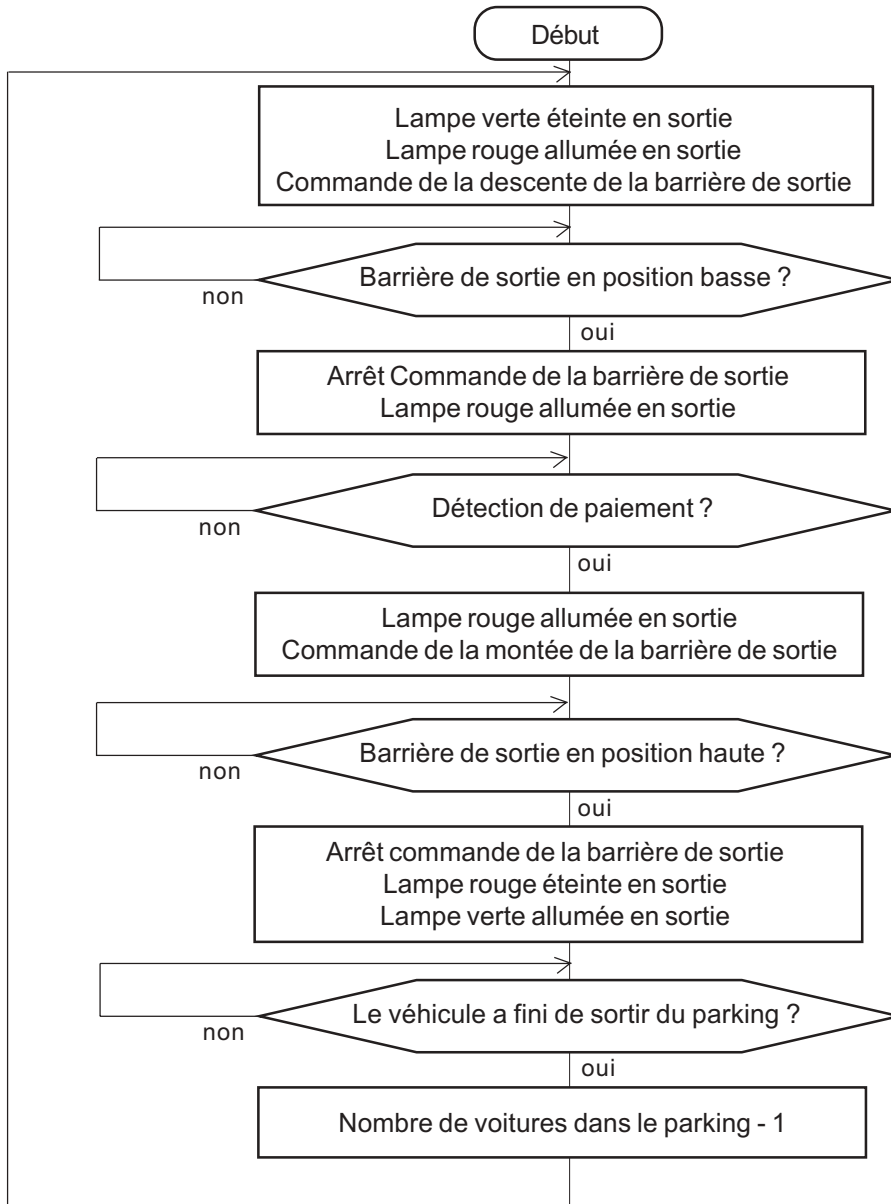 Début
Lampe verte éteinte en sortie
Lampe rouge allumée en sortie
Commande de la descente de la barrière de sortie
Barrière de sortie en position basse ?
non
oui
Arrêt Commande de la barrière de sortie
Lampe rouge allumée en sortie
Détection de paiement ?
non
oui
Lampe rouge allumée en sortie
Commande de la montée de la barrière de sortie
Barrière de sortie en position haute ?
non
oui
Arrêt commande de la barrière de sortie
Lampe rouge éteinte en sortie
Lampe verte allumée en sortie
Le véhicule a fini de sortir du parking ?
non
oui
Nombre de voitures dans le parking - 1